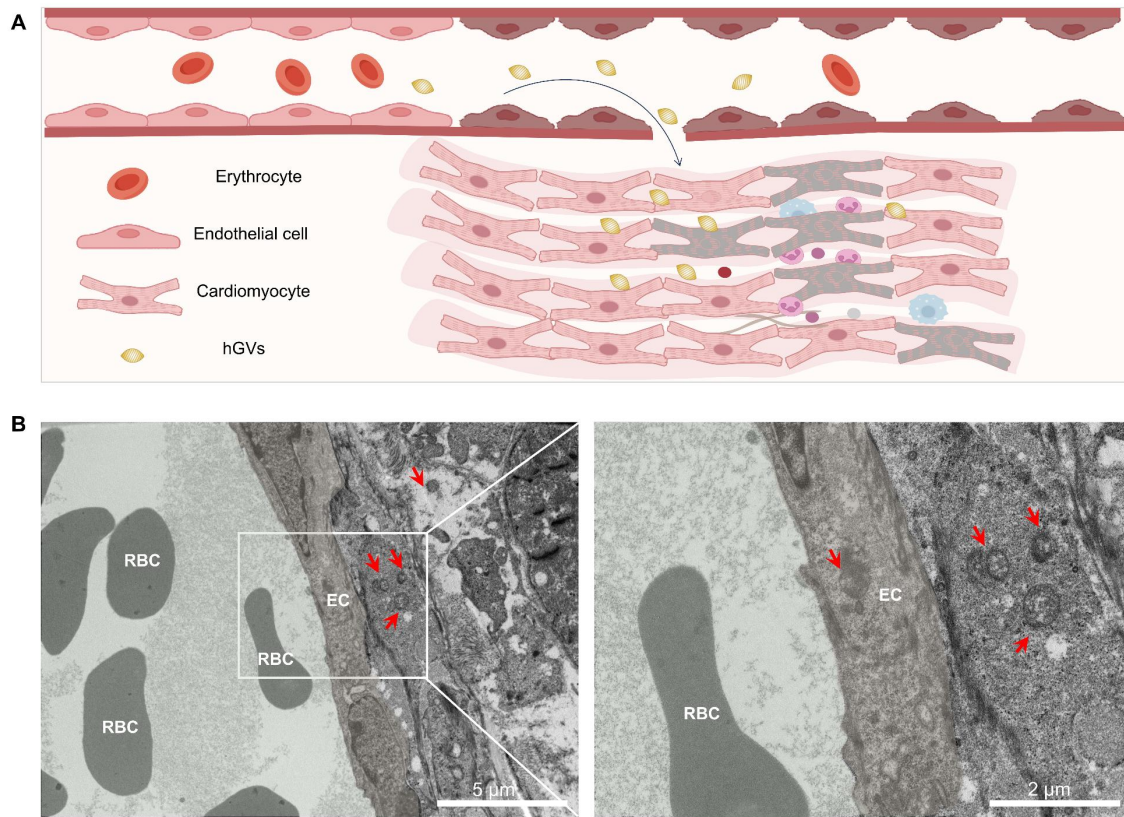 A
Erythrocyte
Endothelial cell
Cardiomyocyte
hGVs
B
RBC
EC
RBC
RBC
5 μm
EC
RBC
2 μm